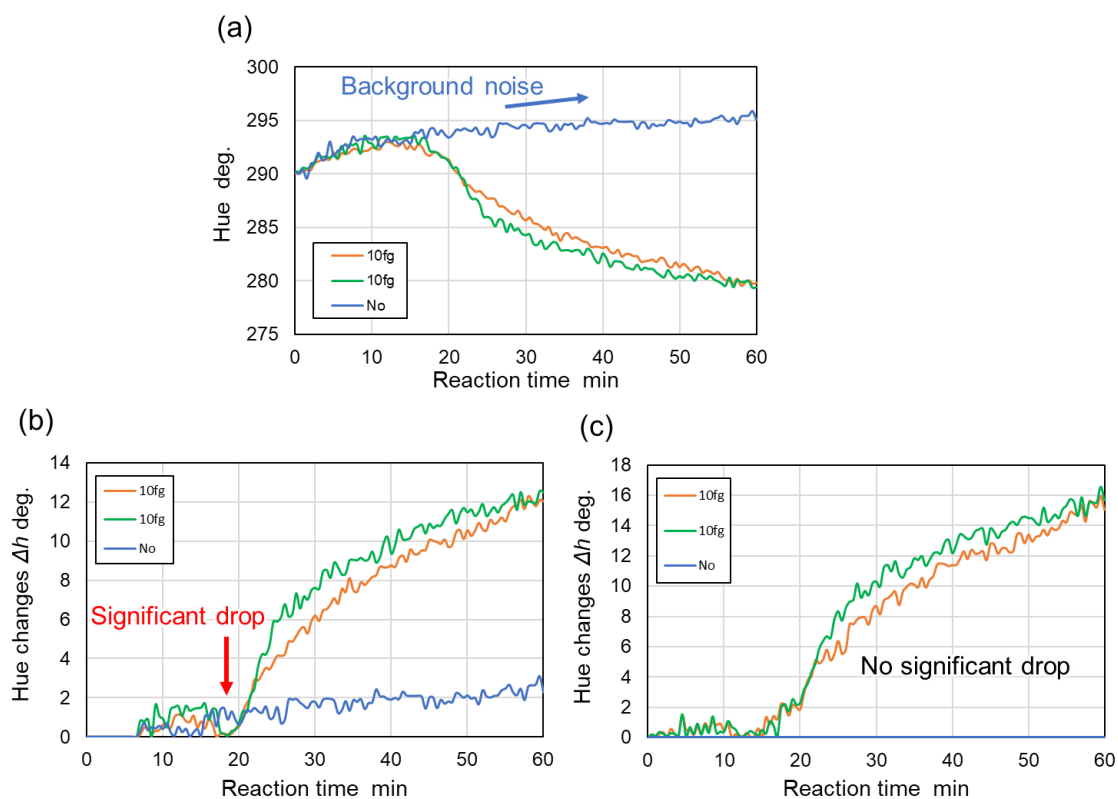 (a)
300
295
290
285
280
275
Hue deg.
Background noise
10fg
10fg
No
0 10 20 30 40 50 60
Reaction time min
(b)
14
12
10
8
6
4
2
0
Hue changes Δh deg.
10fg
10fg
No
Significant drop
0 10 20 30 40 50 60
Reaction time min
(c)
18
16
14
12
10
8
6
4
2
0
Hue changes Δh deg.
10fg
10fg
No
No significant drop
0 10 20 30 40 50 60
Reaction time min